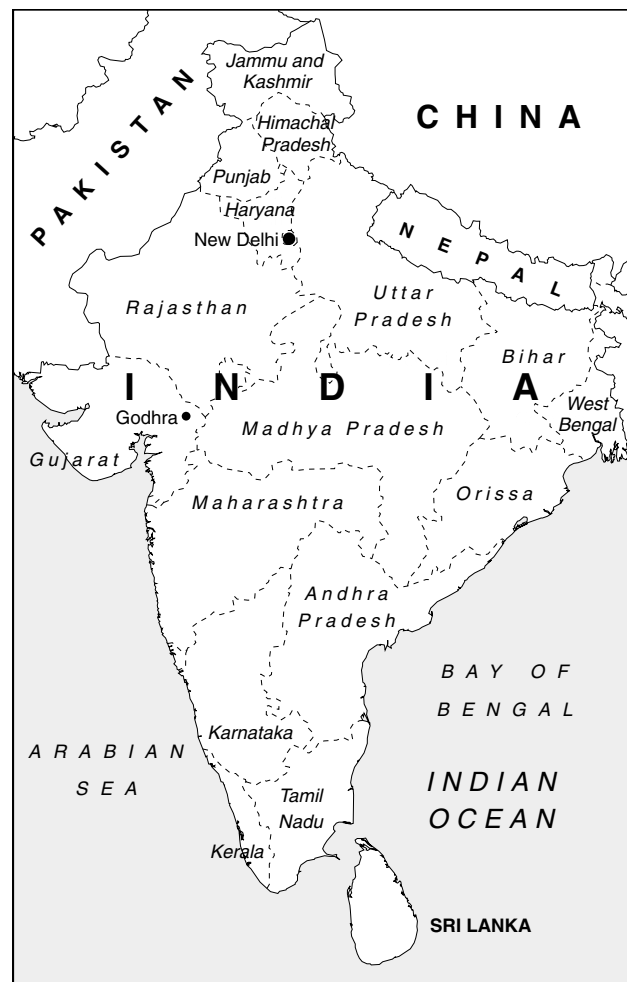 Jammu and
Kashmir
CHINA
PAKISTAN
Himachal
Pradesh
Punjab
Haryana
New Delhi
NEPAL
Rajasthan
Uttar
Pradesh
Bihar
INDIA
West
Bengal
Godhra
Madhya Pradesh
Gujarat
Maharashtra
Orissa
Andhra
Pradesh
BAY OF
BENGAL
Karnataka
ARABIAN
SEA
INDIAN
OCEAN
Tamil
Nadu
Kerala
SRI LANKA